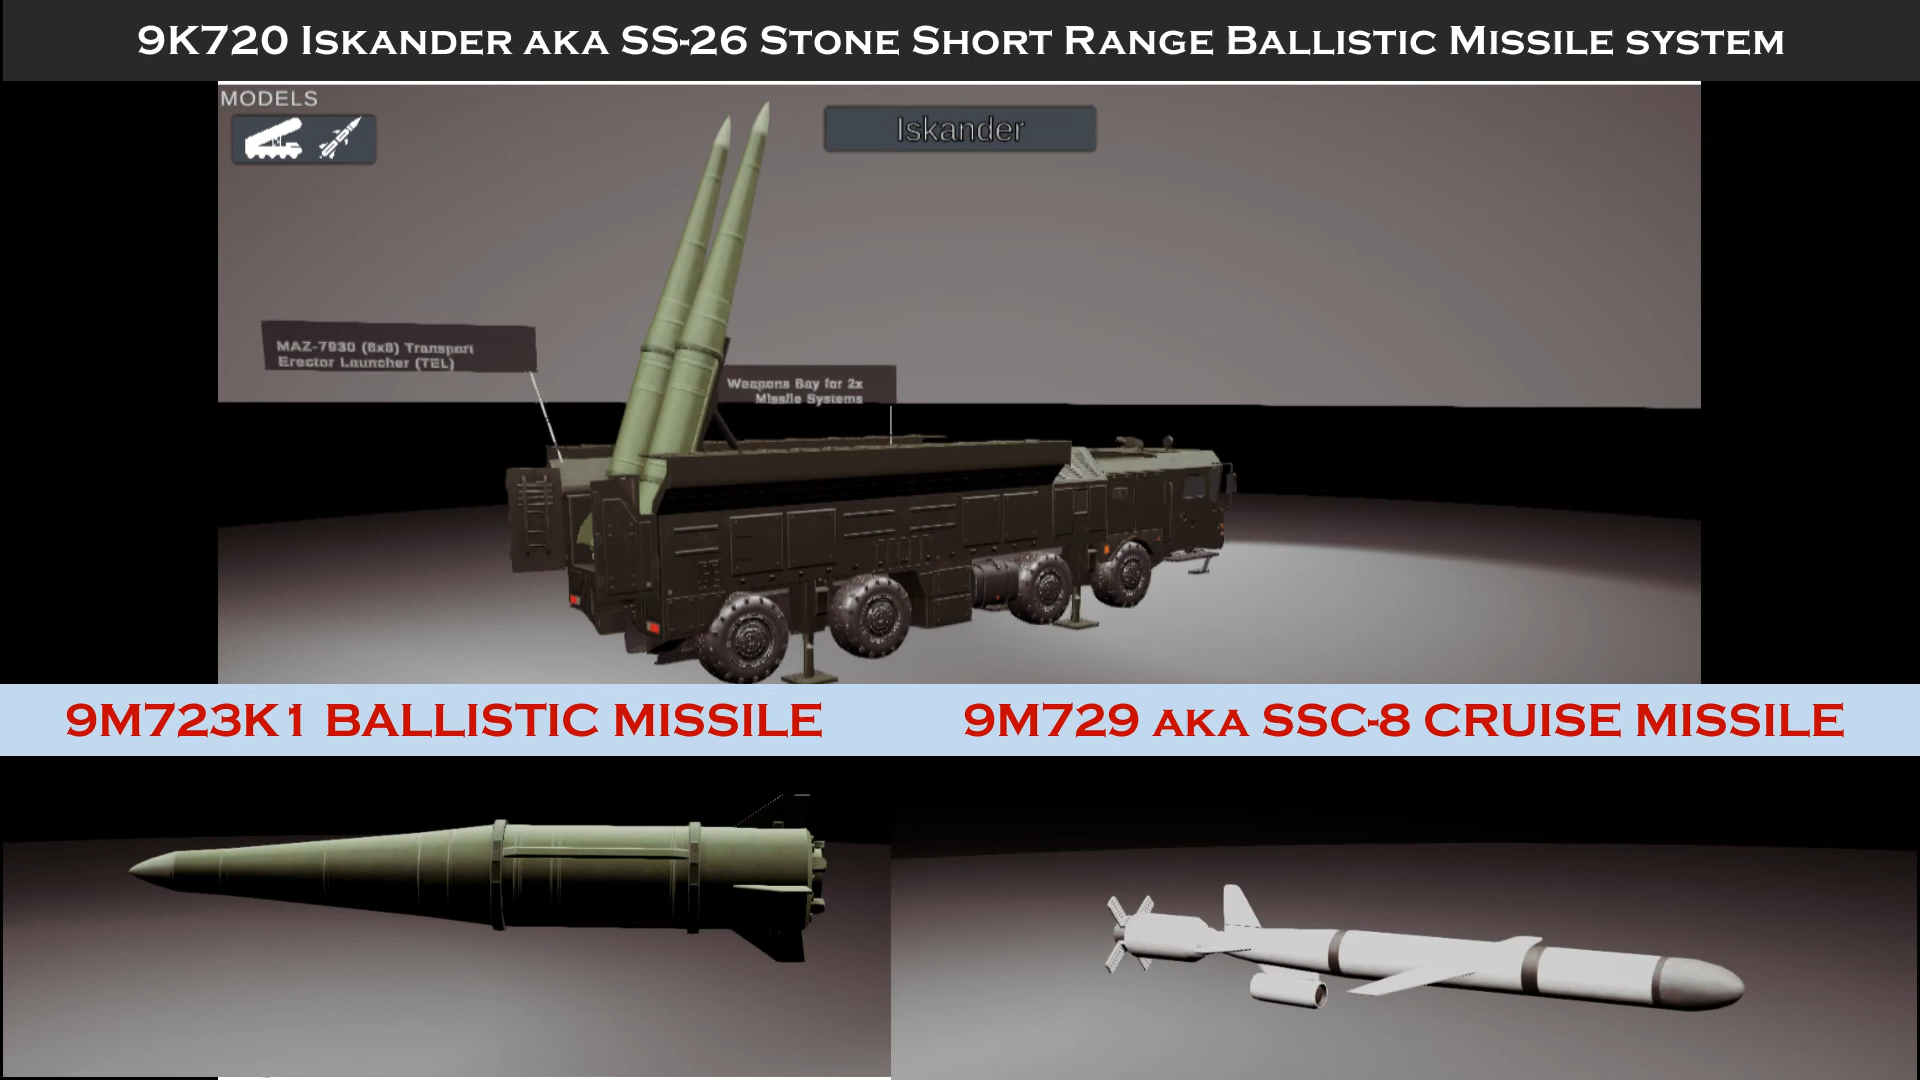 9K720 Iskander aka SS-26 Stone Short Range Ballistic Missile system
MODELS
Iskander
MAZ-7930 (8x8) Transport
Erector Launcher (TEL)
Weapons Bay for 2x
Missile Systems
9M723K1 BALLISTIC MISSILE
9M729 AKA SSC-8 CRUISE MISSILE